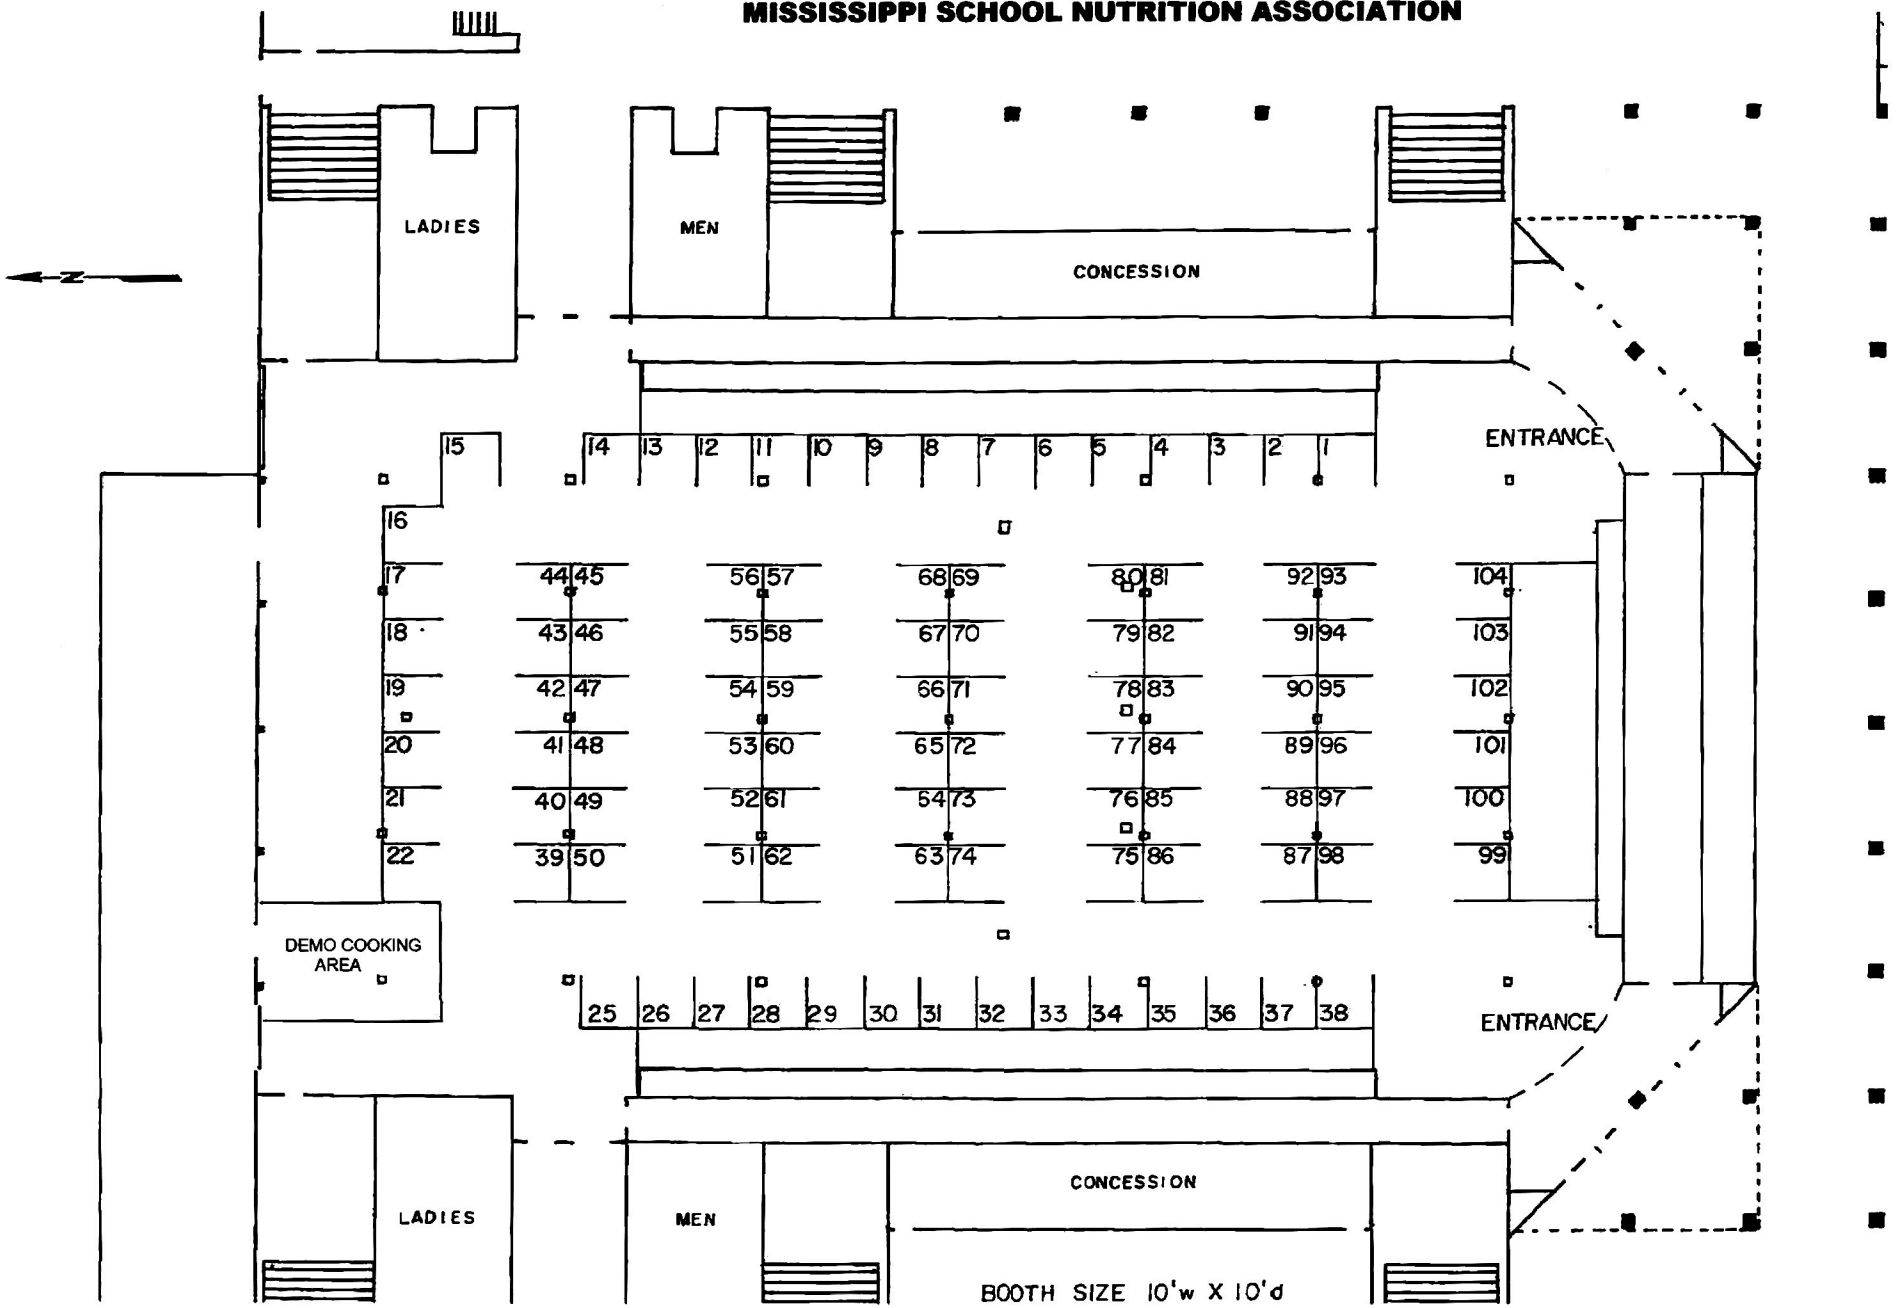 MISSISSIPPI SCHOOL NUTRITION ASSOCIATION
LADIES
MEN
CONCESSION
N
ENTRANCE
15 14 13 12 11 10 9 8 7 6 5 4 3 2 1
16
17 44 45 56 57 68 69 80 81 92 93 104
18 43 46 55 58 67 70 79 82 91 94 103
19 42 47 54 59 66 71 78 83 90 95 102
20 41 48 53 60 65 72 77 84 89 96 101
21 40 49 52 61 64 73 76 85 88 97 100
22 39 50 51 62 63 74 75 86 87 98 99
DEMO COOKING
AREA
25 26 27 28 29 30 31 32 33 34 35 36 37 38
ENTRANCE
CONCESSION
LADIES
MEN
BOOTH SIZE 10'w X 10'd